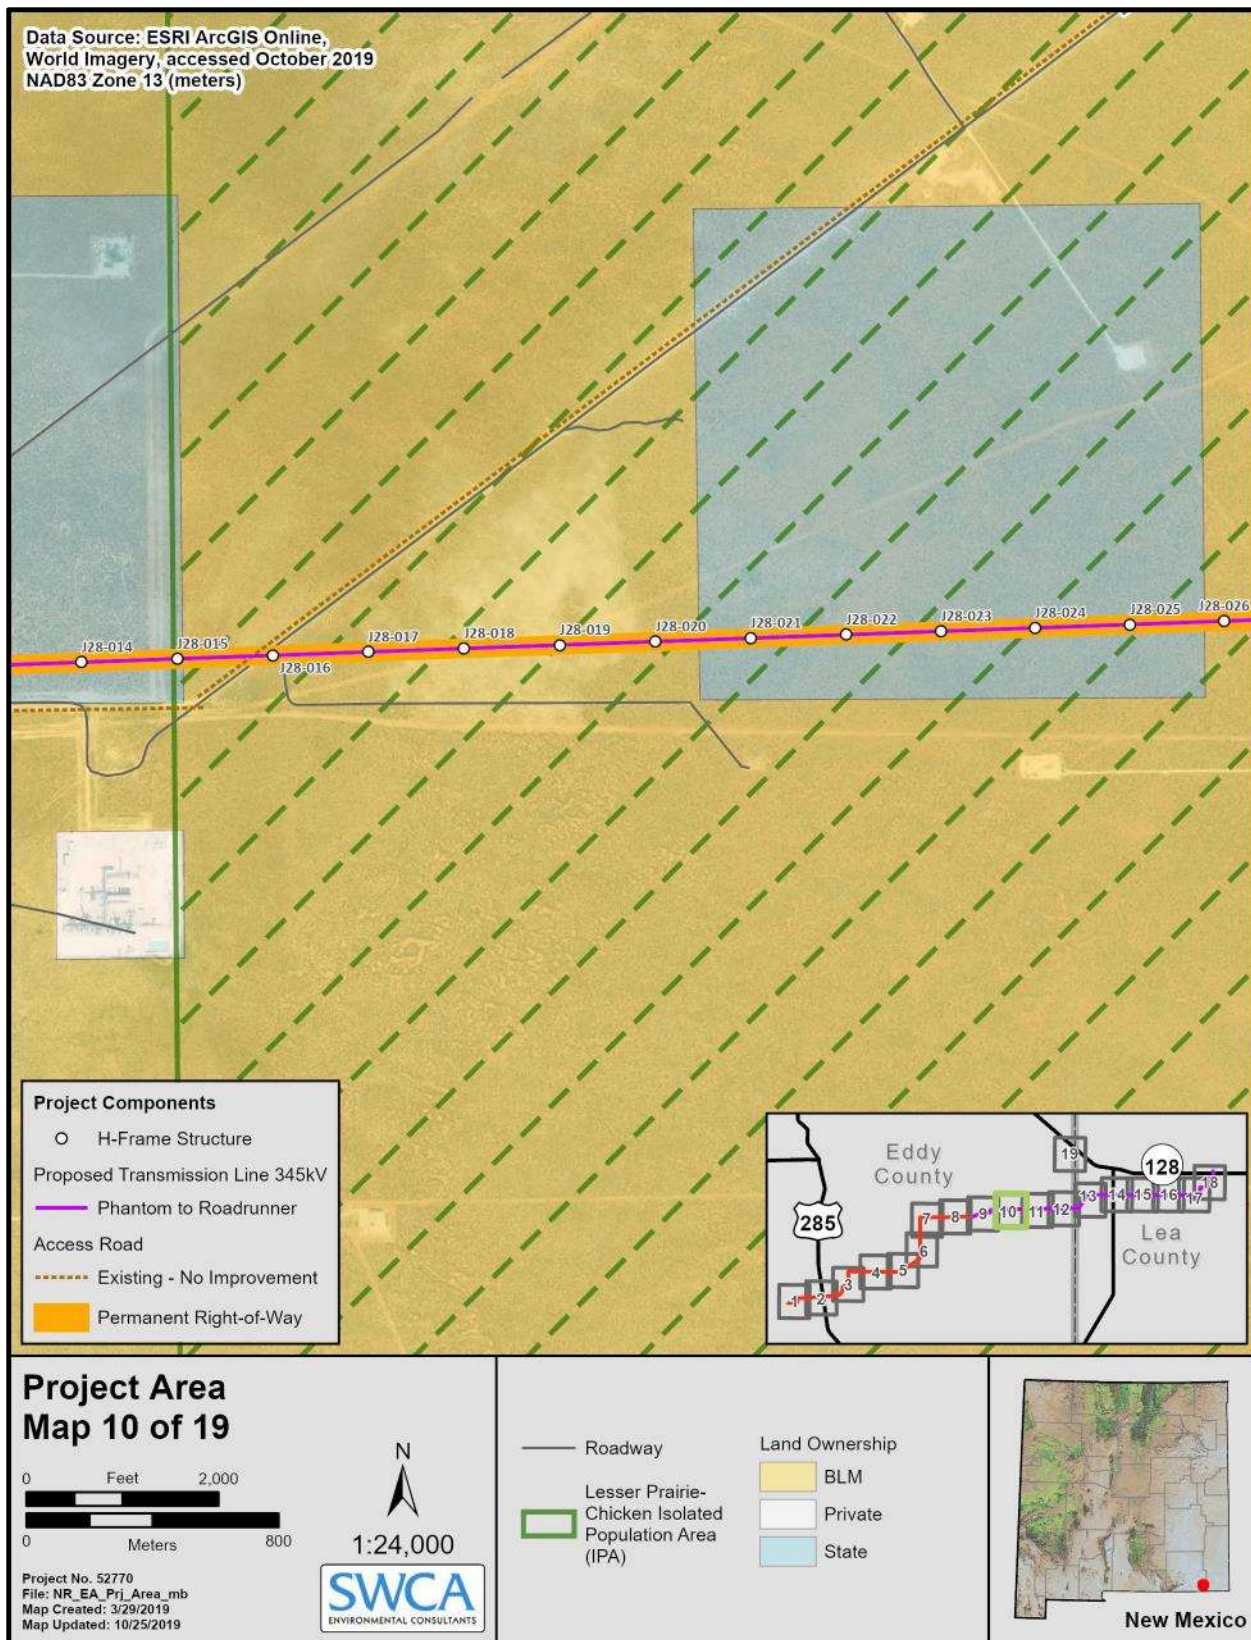 Data Source: ESRI ArcGIS Online,
World Imagery, accessed October 2019
NAD83 Zone 13 (meters)
J28-014
J28-015
J28-016
J28-017
J28-018
J28-019
J28-020
J28-021
J28-022
J28-023
J28-024
J28-025
J28-026
Project Components
H-Frame Structure
Proposed Transmission Line 345kV
Phantom to Roadrunner
Access Road
Existing - No Improvement
Permanent Right-of-Way
Eddy
County
285
128
Lea
County
1
2
3
4
5
6
7
8
9
10
11
12
13
14
15
16
17
18
19
Project Area
Map 10 of 19
0 Feet 2,000
0 Meters 800
N
1:24,000
Project No. 52770
File: NR_EA_Prj_Area_mb
Map Created: 3/29/2019
Map Updated: 10/25/2019
SWCA
ENVIRONMENTAL CONSULTANTS
Roadway
Lesser Prairie-
Chicken Isolated
Population Area
(IPA)
Land Ownership
BLM
Private
State
New Mexico